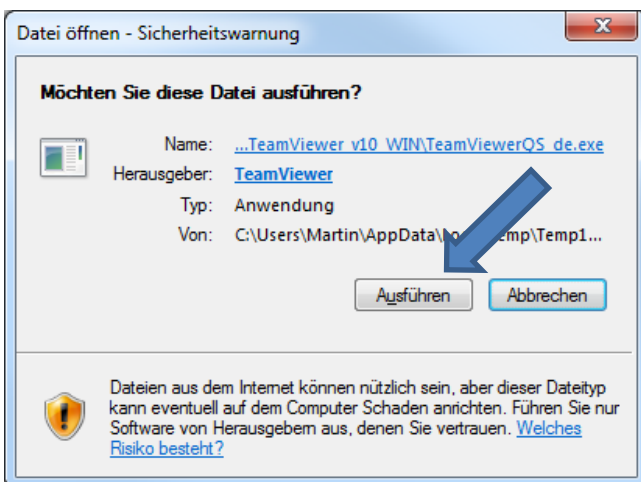 Datei öffnen - Sicherheitswarnung
Möchten Sie diese Datei ausführen?
Name: ...TeamViewer v10 WIN\TeamViewerQS de.exe
Herausgeber: TeamViewer
Typ: Anwendung
Von: C:\Users\Martin\AppData\ emp\Temp1...
Ausführen Abbrechen
Dateien aus dem Internet können nützlich sein, aber dieser Dateityp
kann eventuell auf dem Computer Schaden anrichten. Führen Sie nur
Software von Herausgebern aus, denen Sie vertrauen. Welches
Risiko besteht?